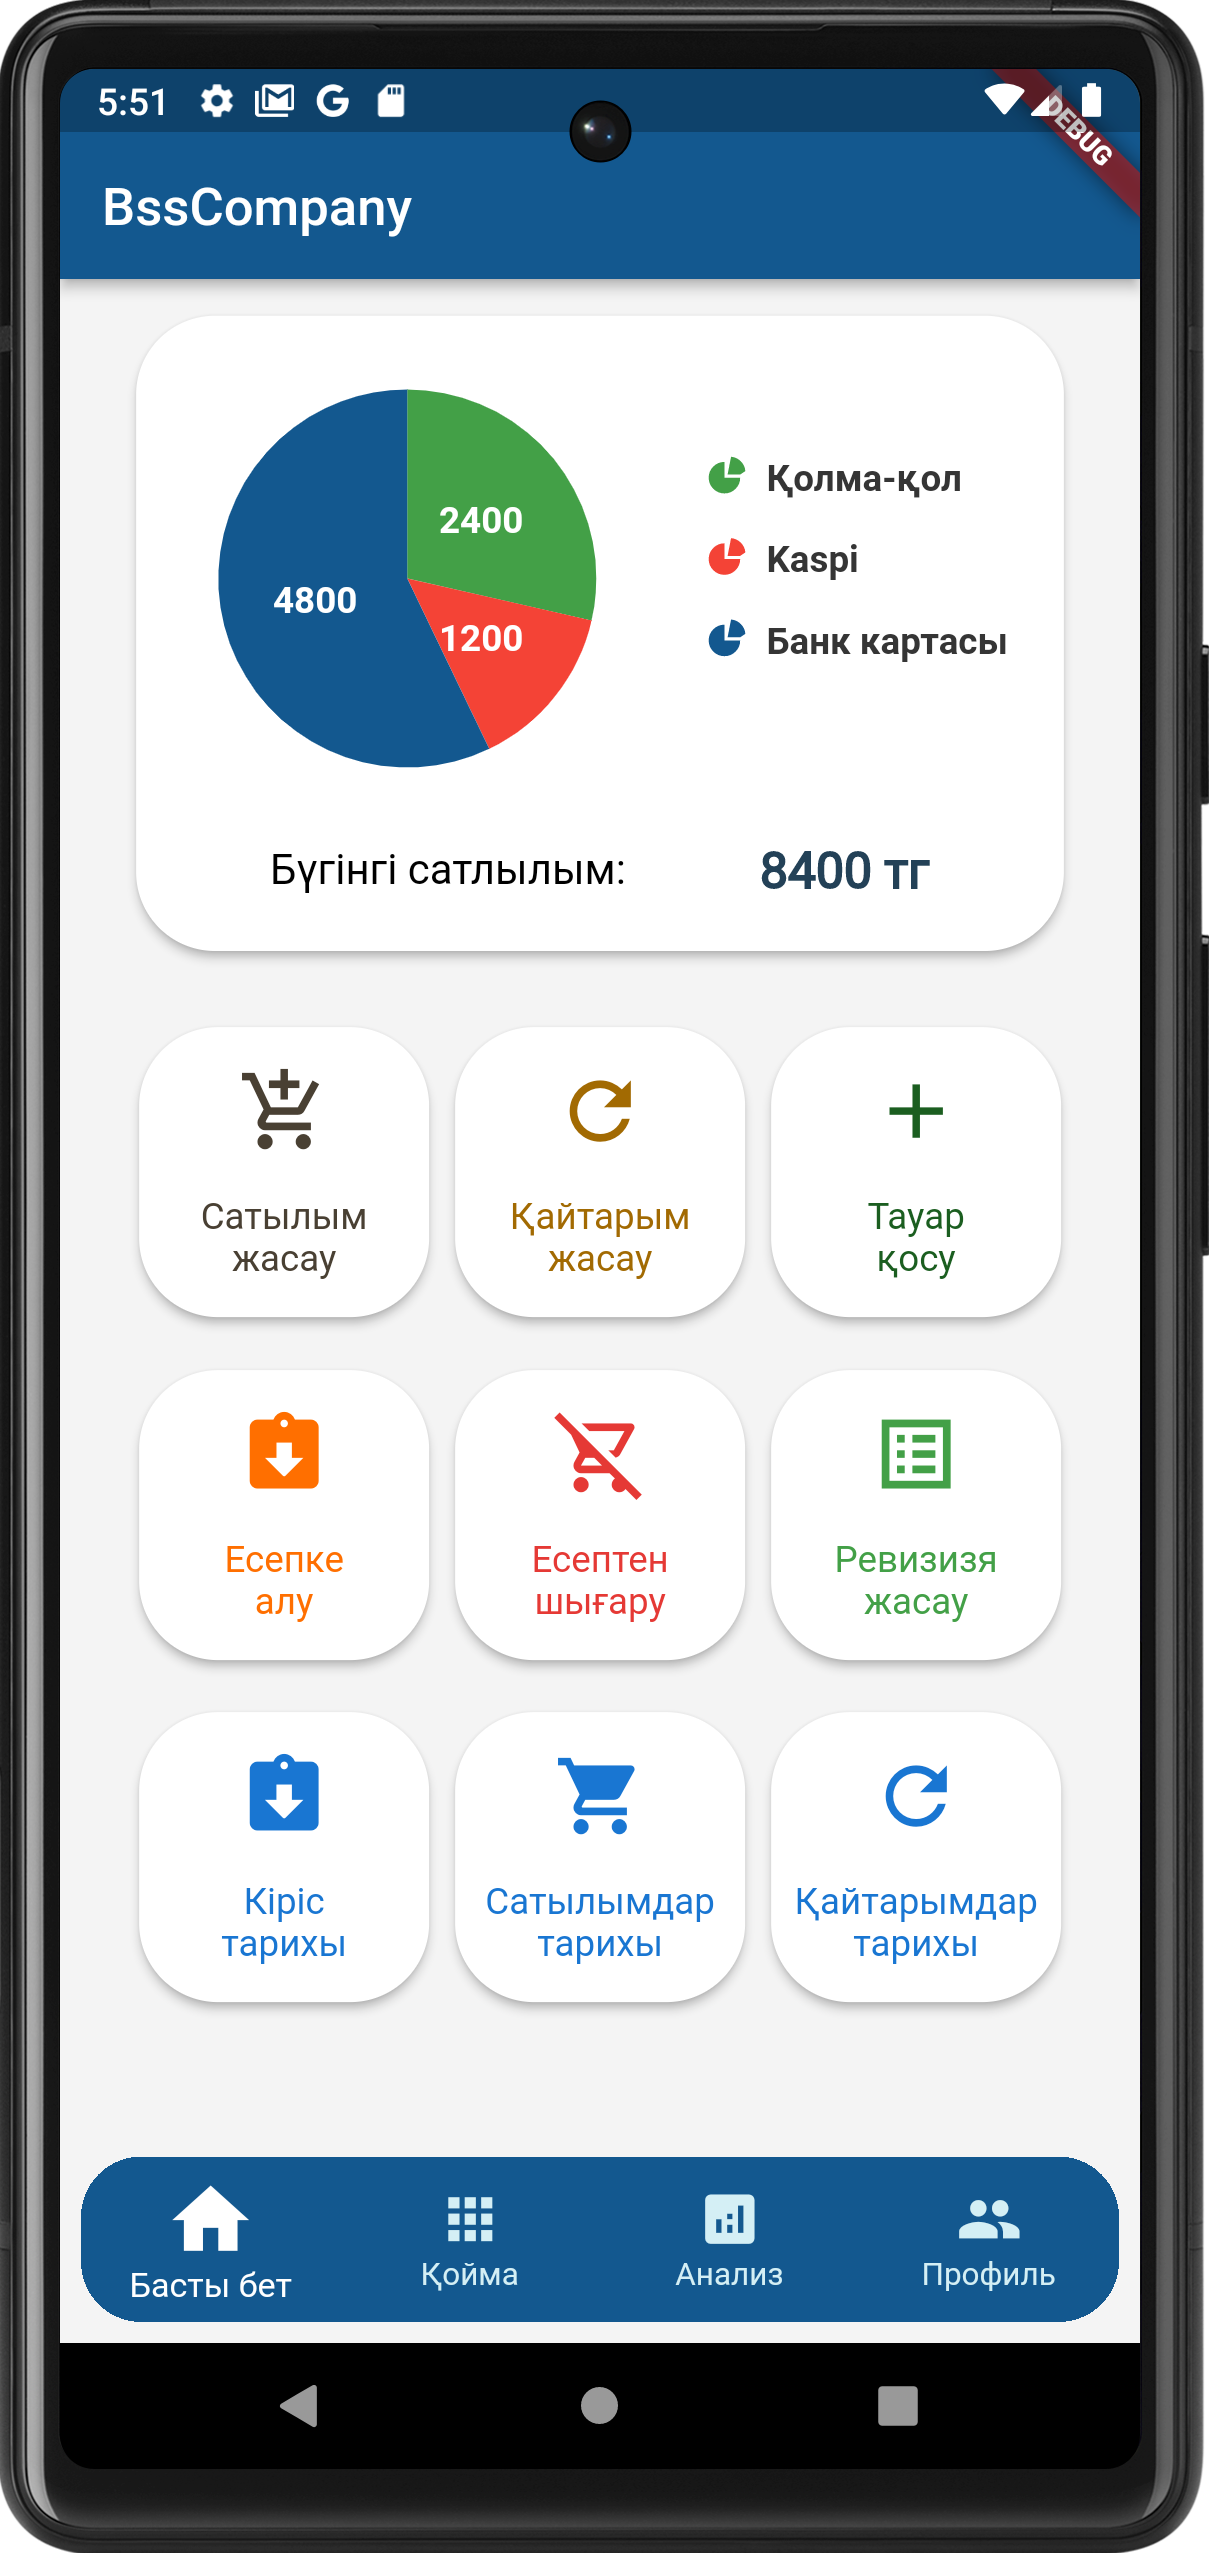 5:51
DEBUG
BssCompany
2400
4800
1200
Қолма-қол
Kaspi
Банк картасы
Бүгінгі сатлылым: 8400 тг
Сатылым
жасау
Қайтарым
жасау
Тауар
қосу
Есепке
алу
Есептен
шығару
Ревизизя
жасау
Кіріс
тарихы
Сатылымдар
тарихы
Қайтарымдар
тарихы
Басты бет
Қойма
Анализ
Профиль